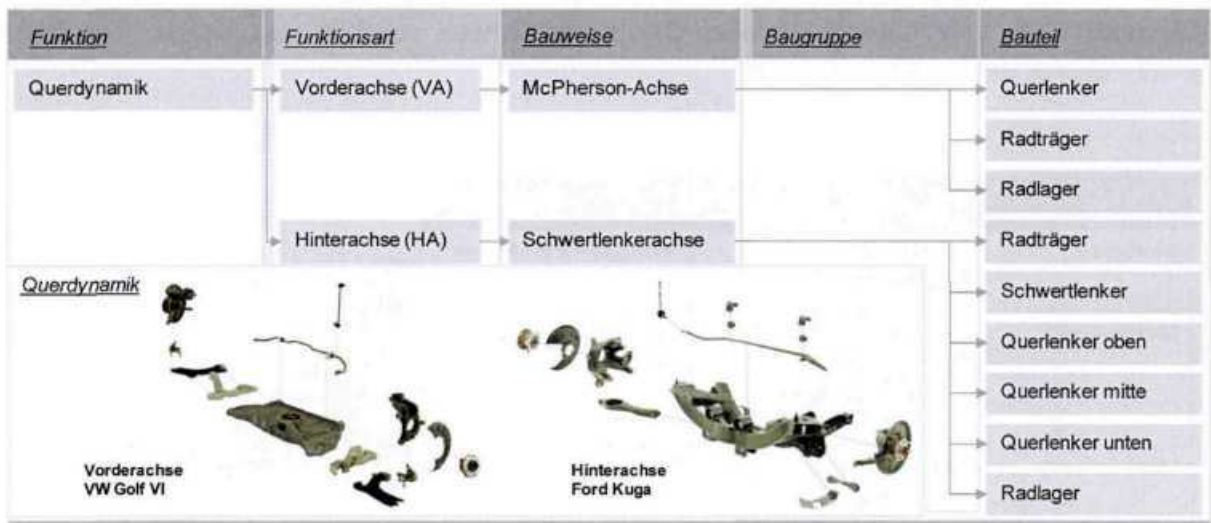 Funktion Funktionsart Bauweise Baugruppe Bauteil
Querdynamik Vorderachse (VA) McPherson-Achse Querlenker
Radträger
Radlager
Hinterachse (HA) Schwertlenkerachse Radträger
Querdynamik
Schwertlenker
Querlenker oben
Querlenker mitte
Querlenker unten
Vorderachse
VW Golf VI
Hinterachse
Ford Kuga
Radlager